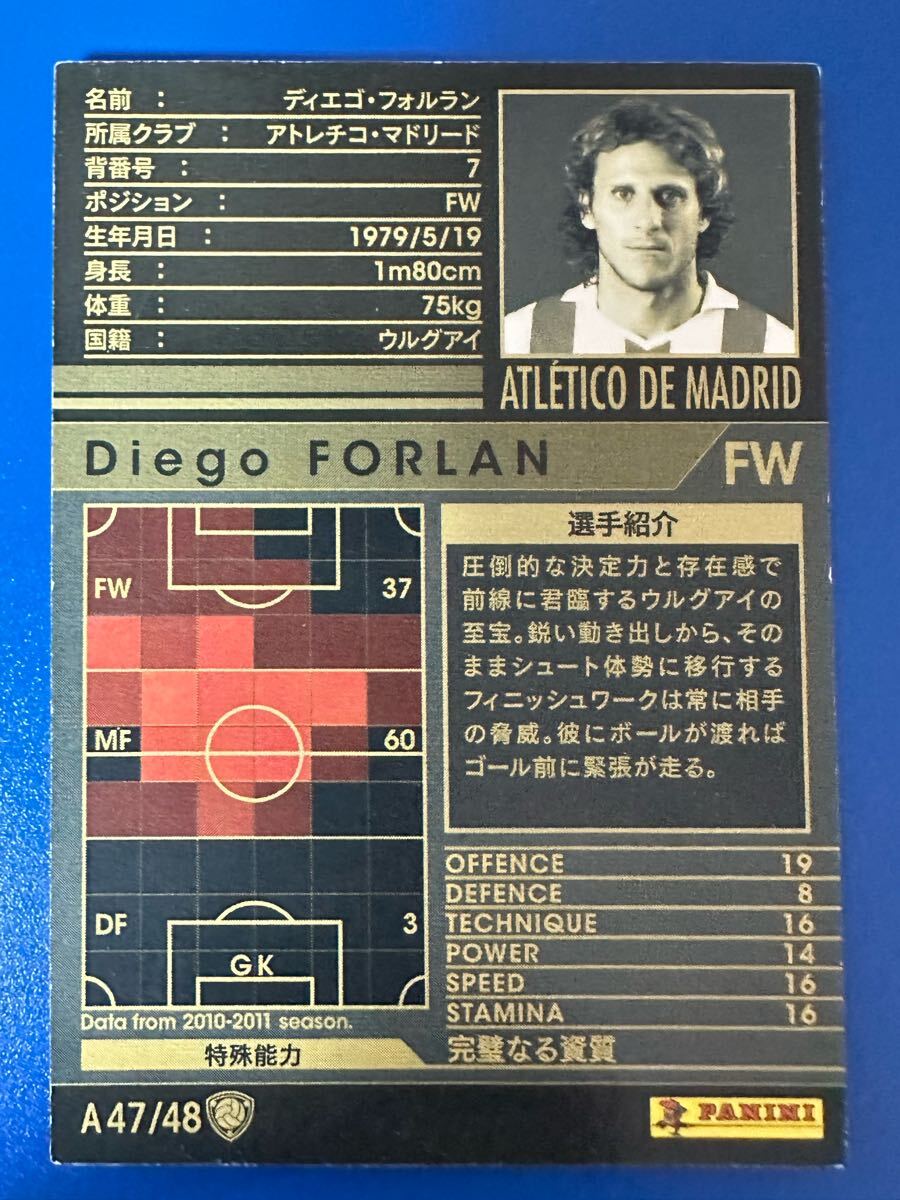 名前 : ディエゴ・フォルラン
所属クラブ : アトレチコ・マドリード
背番号 : 7
ポジション : FW
生年月日 : 1979/5/19
身長 : 1m80cm
体重 : 75kg
国籍 : ウルグアイ
ATLÉTICO DE MADRID
Diego FORLAN
FW
FW 37
MF 60
DF 3
GK
Data from 2010-2011 season.
選手紹介
圧倒的な決定力と存在感で
前線に君臨するウルグアイの
至宝。鋭い動き出しから、その
ままシュート体勢に移行する
フィニッシュワークは常に相手
の脅威。彼にボールが渡れば
ゴール前に緊張が走る。
OFFENCE 19
DEFENCE 8
TECHNIQUE 16
POWER 14
SPEED 16
STAMINA 16
特殊能力 完璧なる資質
A47/48
PANINI